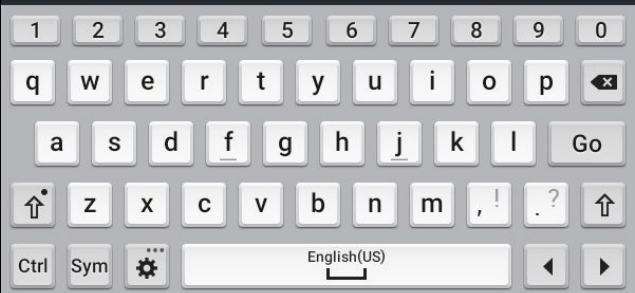 1 2 3 4 5 6 7 8 9 0
q w e r t y u i o p
a s d f g h j k l Go
z x c v b n m , ! . ?
Ctrl Sym English(US)